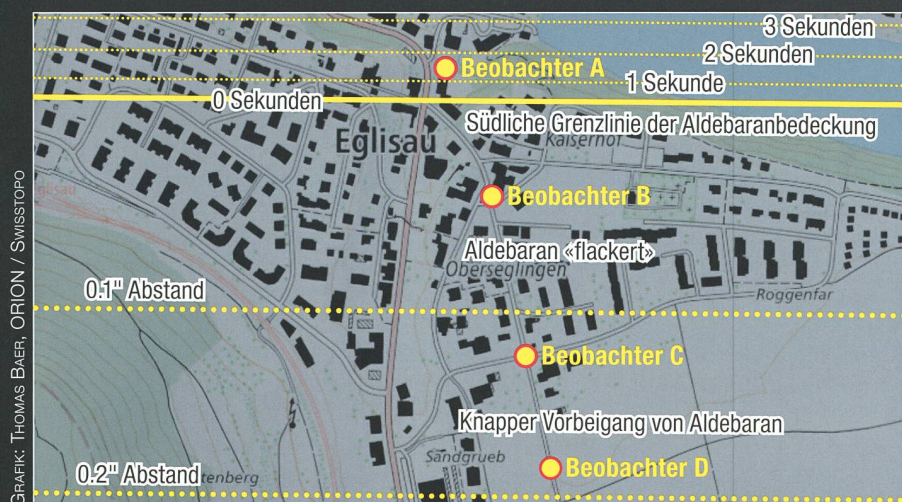 3 Sekunden
2 Sekunden
Beobachter A
1 Sekunde
0 Sekunden
Südliche Grenzlinie der Aldebaranbedeckung
Eglisau
Kaiserhof
Beobachter B
Aldebaran «flackert»
Oberseglingen
0.1" Abstand
Roggenfar
Beobachter C
Knapper Vorbeigang von Aldebaran
Sandgrueb
Beobachter D
0.2" Abstand
tenberg
Grafik: Thomas Baer, ORION / Swisstopo